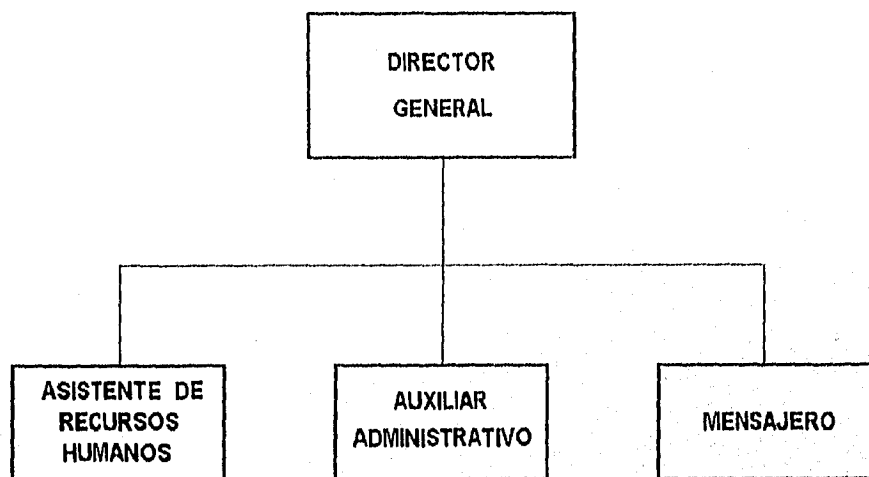 DIRECTOR
GENERAL
ASISTENTE DE
RECURSOS
HUMANOS
AUXILIAR
ADMINISTRATIVO
MENSAJERO